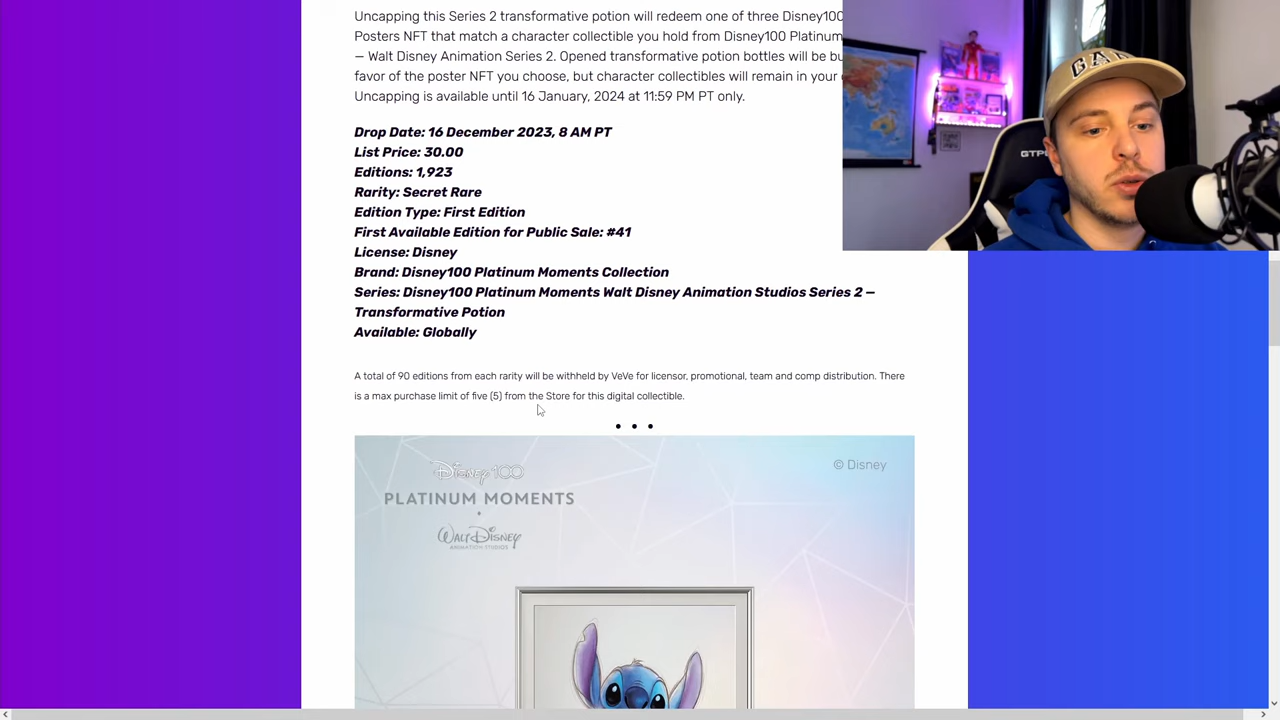 Uncapping this Series 2 transformative potion will redeem one of three Disney100
Posters NFT that match a character collectible you hold from Disney100 Platinum
— Walt Disney Animation Series 2. Opened transformative potion bottles will be
favor of the poster NFT you choose, but character collectibles will remain in your
Uncapping is available until 16 January, 2024 at 11:59 PM PT only.
Drop Date: 16 December 2023, 8 AM PT
List Price: 30.00
Editions: 1,923
Rarity: Secret Rare
Edition Type: First Edition
First Available Edition for Public Sale: #41
License: Disney
Brand: Disney100 Platinum Moments Collection
Series: Disney100 Platinum Moments Walt Disney Animation Studios Series 2 —
Transformative Potion
Available: Globally
A total of 90 editions from each rarity will be withheld by VeVe for licensor, promotional, team and comp distribution. There
is a max purchase limit of five (5) from the Store for this digital collectible.
• • •
Disney100
© Disney
PLATINUM MOMENTS
WALT DISNEY
ANIMATION STUDIOS